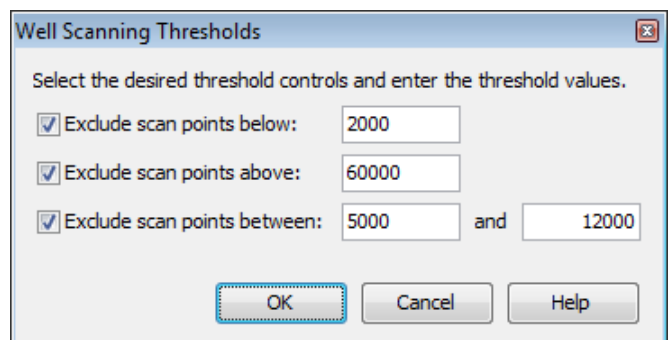 Well Scanning Thresholds
Select the desired threshold controls and enter the threshold values.
Exclude scan points below: 2000
Exclude scan points above: 60000
Exclude scan points between: 5000 and 12000
OK Cancel Help